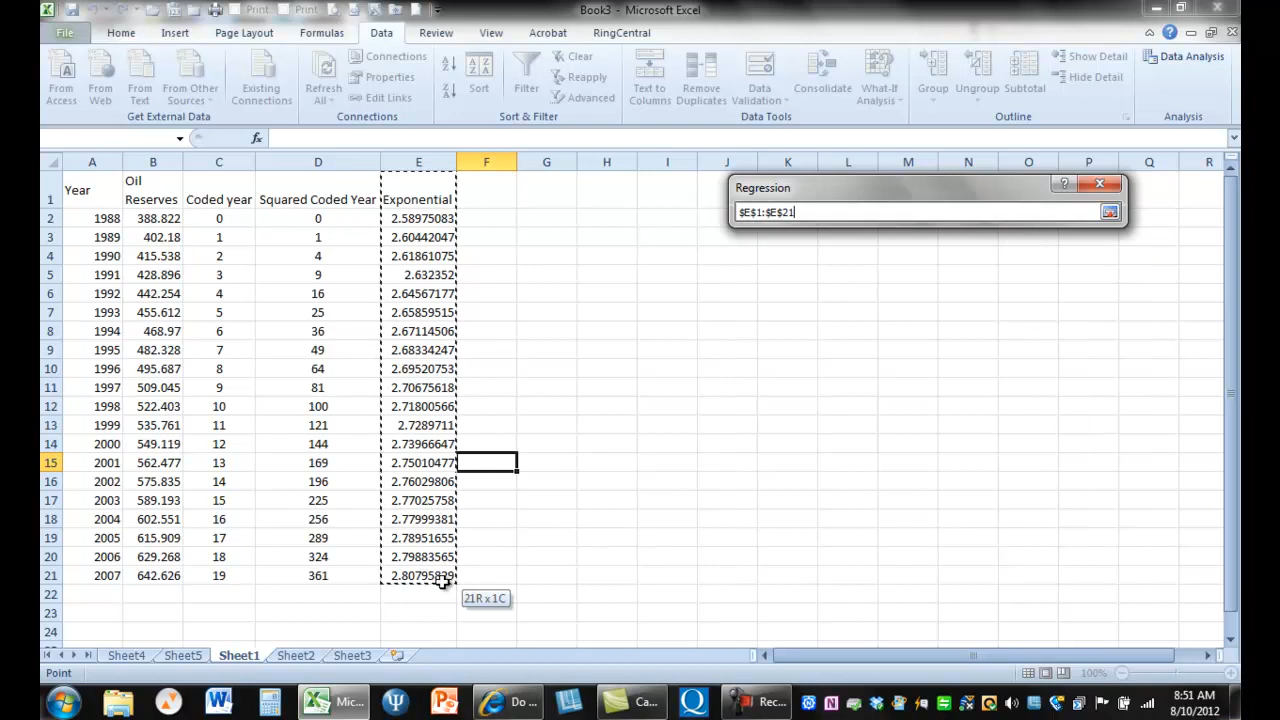 Print Print Book3 - Microsoft Excel
File Home Insert Page Layout Formulas Data Review View Acrobat RingCentral
From Access
From Web
From Text
From Other Sources
Existing Connections
Get External Data
Refresh All
Connections
Properties
Edit Links
Connections
Sort
Filter
Clear
Reapply
Advanced
Sort & Filter
Text to Columns
Remove Duplicates
Data Validation
Consolidate
What-If Analysis
Data Tools
Group
Ungroup
Subtotal
Show Detail
Hide Detail
Outline
Data Analysis
Analysis
fx
A B C D E F G H I J K L M N O P Q R
1 Year Oil Reserves Coded year Squared Coded Year Exponential
2 1988 388.822 0 0 2.58975083
3 1989 402.18 1 1 2.60442047
4 1990 415.538 2 4 2.61861075
5 1991 428.896 3 9 2.632352
6 1992 442.254 4 16 2.64567177
7 1993 455.612 5 25 2.65859515
8 1994 468.97 6 36 2.67114506
9 1995 482.328 7 49 2.68334247
10 1996 495.687 8 64 2.69520753
11 1997 509.045 9 81 2.70675618
12 1998 522.403 10 100 2.71800566
13 1999 535.761 11 121 2.7289711
14 2000 549.119 12 144 2.73966647
15 2001 562.477 13 169 2.75010477
16 2002 575.835 14 196 2.76029806
17 2003 589.193 15 225 2.77025758
18 2004 602.551 16 256 2.77999381
19 2005 615.909 17 289 2.78951655
20 2006 629.268 18 324 2.79883565
21 2007 642.626 19 361 2.80795829
22
23
24
21R x 1C
Regression
$E$1:$E$21
Sheet4 Sheet5 Sheet1 Sheet2 Sheet3
Point 100%
Mic... Do ... Ca... Rec...
8:51 AM
8/10/2012